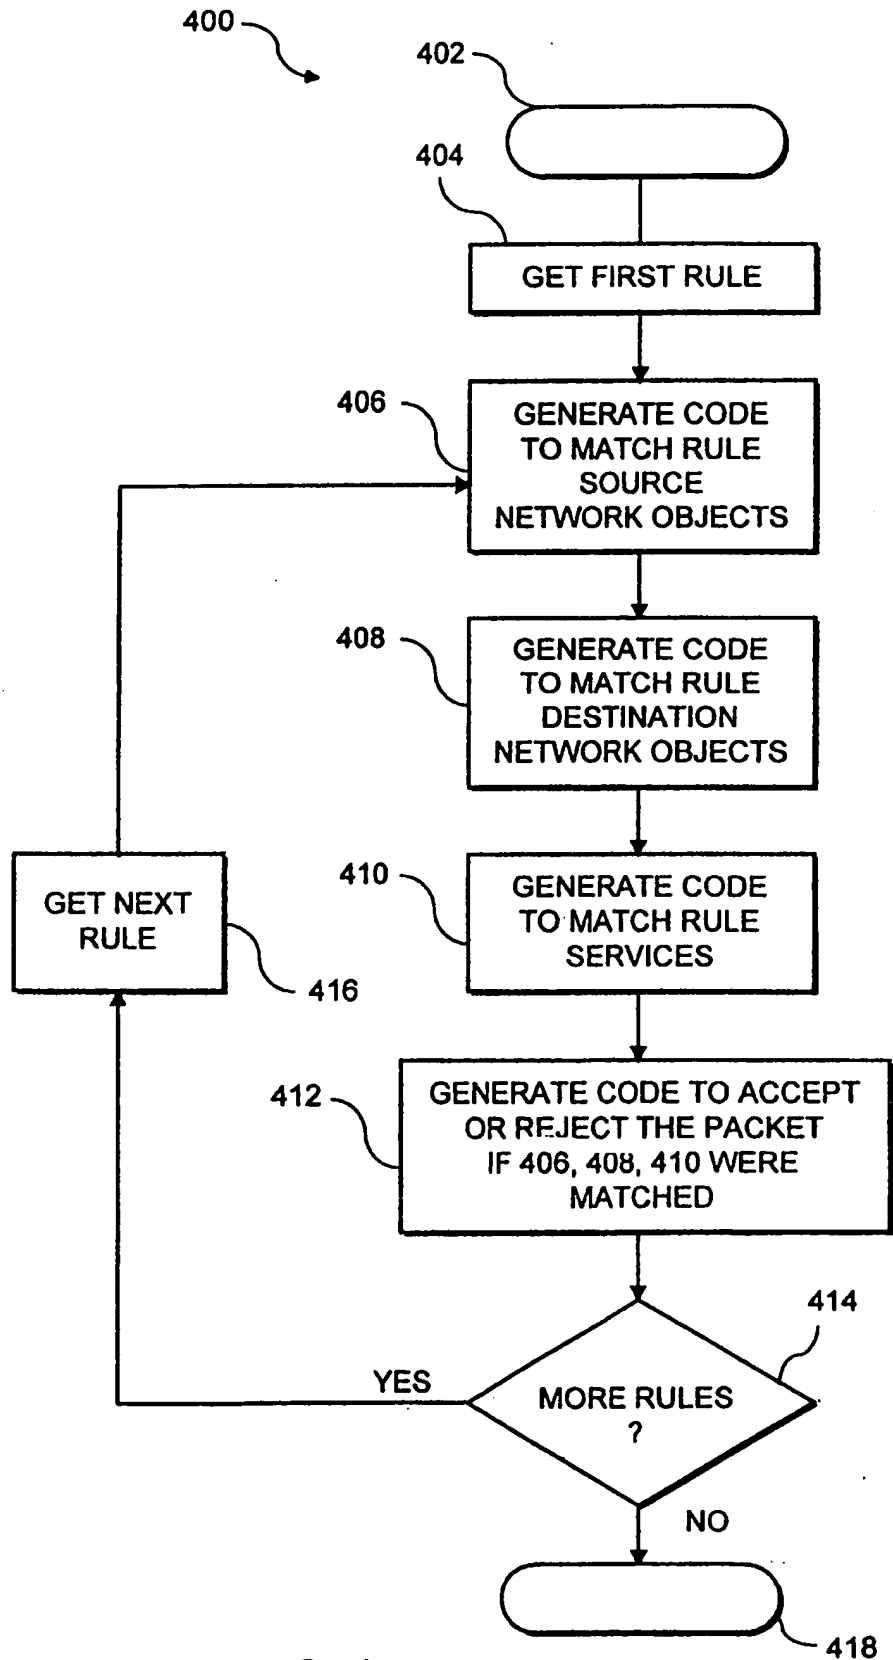 400
402
404
GET FIRST RULE
406
GENERATE CODE
TO MATCH RULE
SOURCE
NETWORK OBJECTS
408
GENERATE CODE
TO MATCH RULE
DESTINATION
NETWORK OBJECTS
410
GENERATE CODE
TO MATCH RULE
SERVICES
GET NEXT
RULE
416
412
GENERATE CODE TO ACCEPT
OR REJECT THE PACKET
IF 406, 408, 410 WERE
MATCHED
414
YES
MORE RULES
?
NO
418